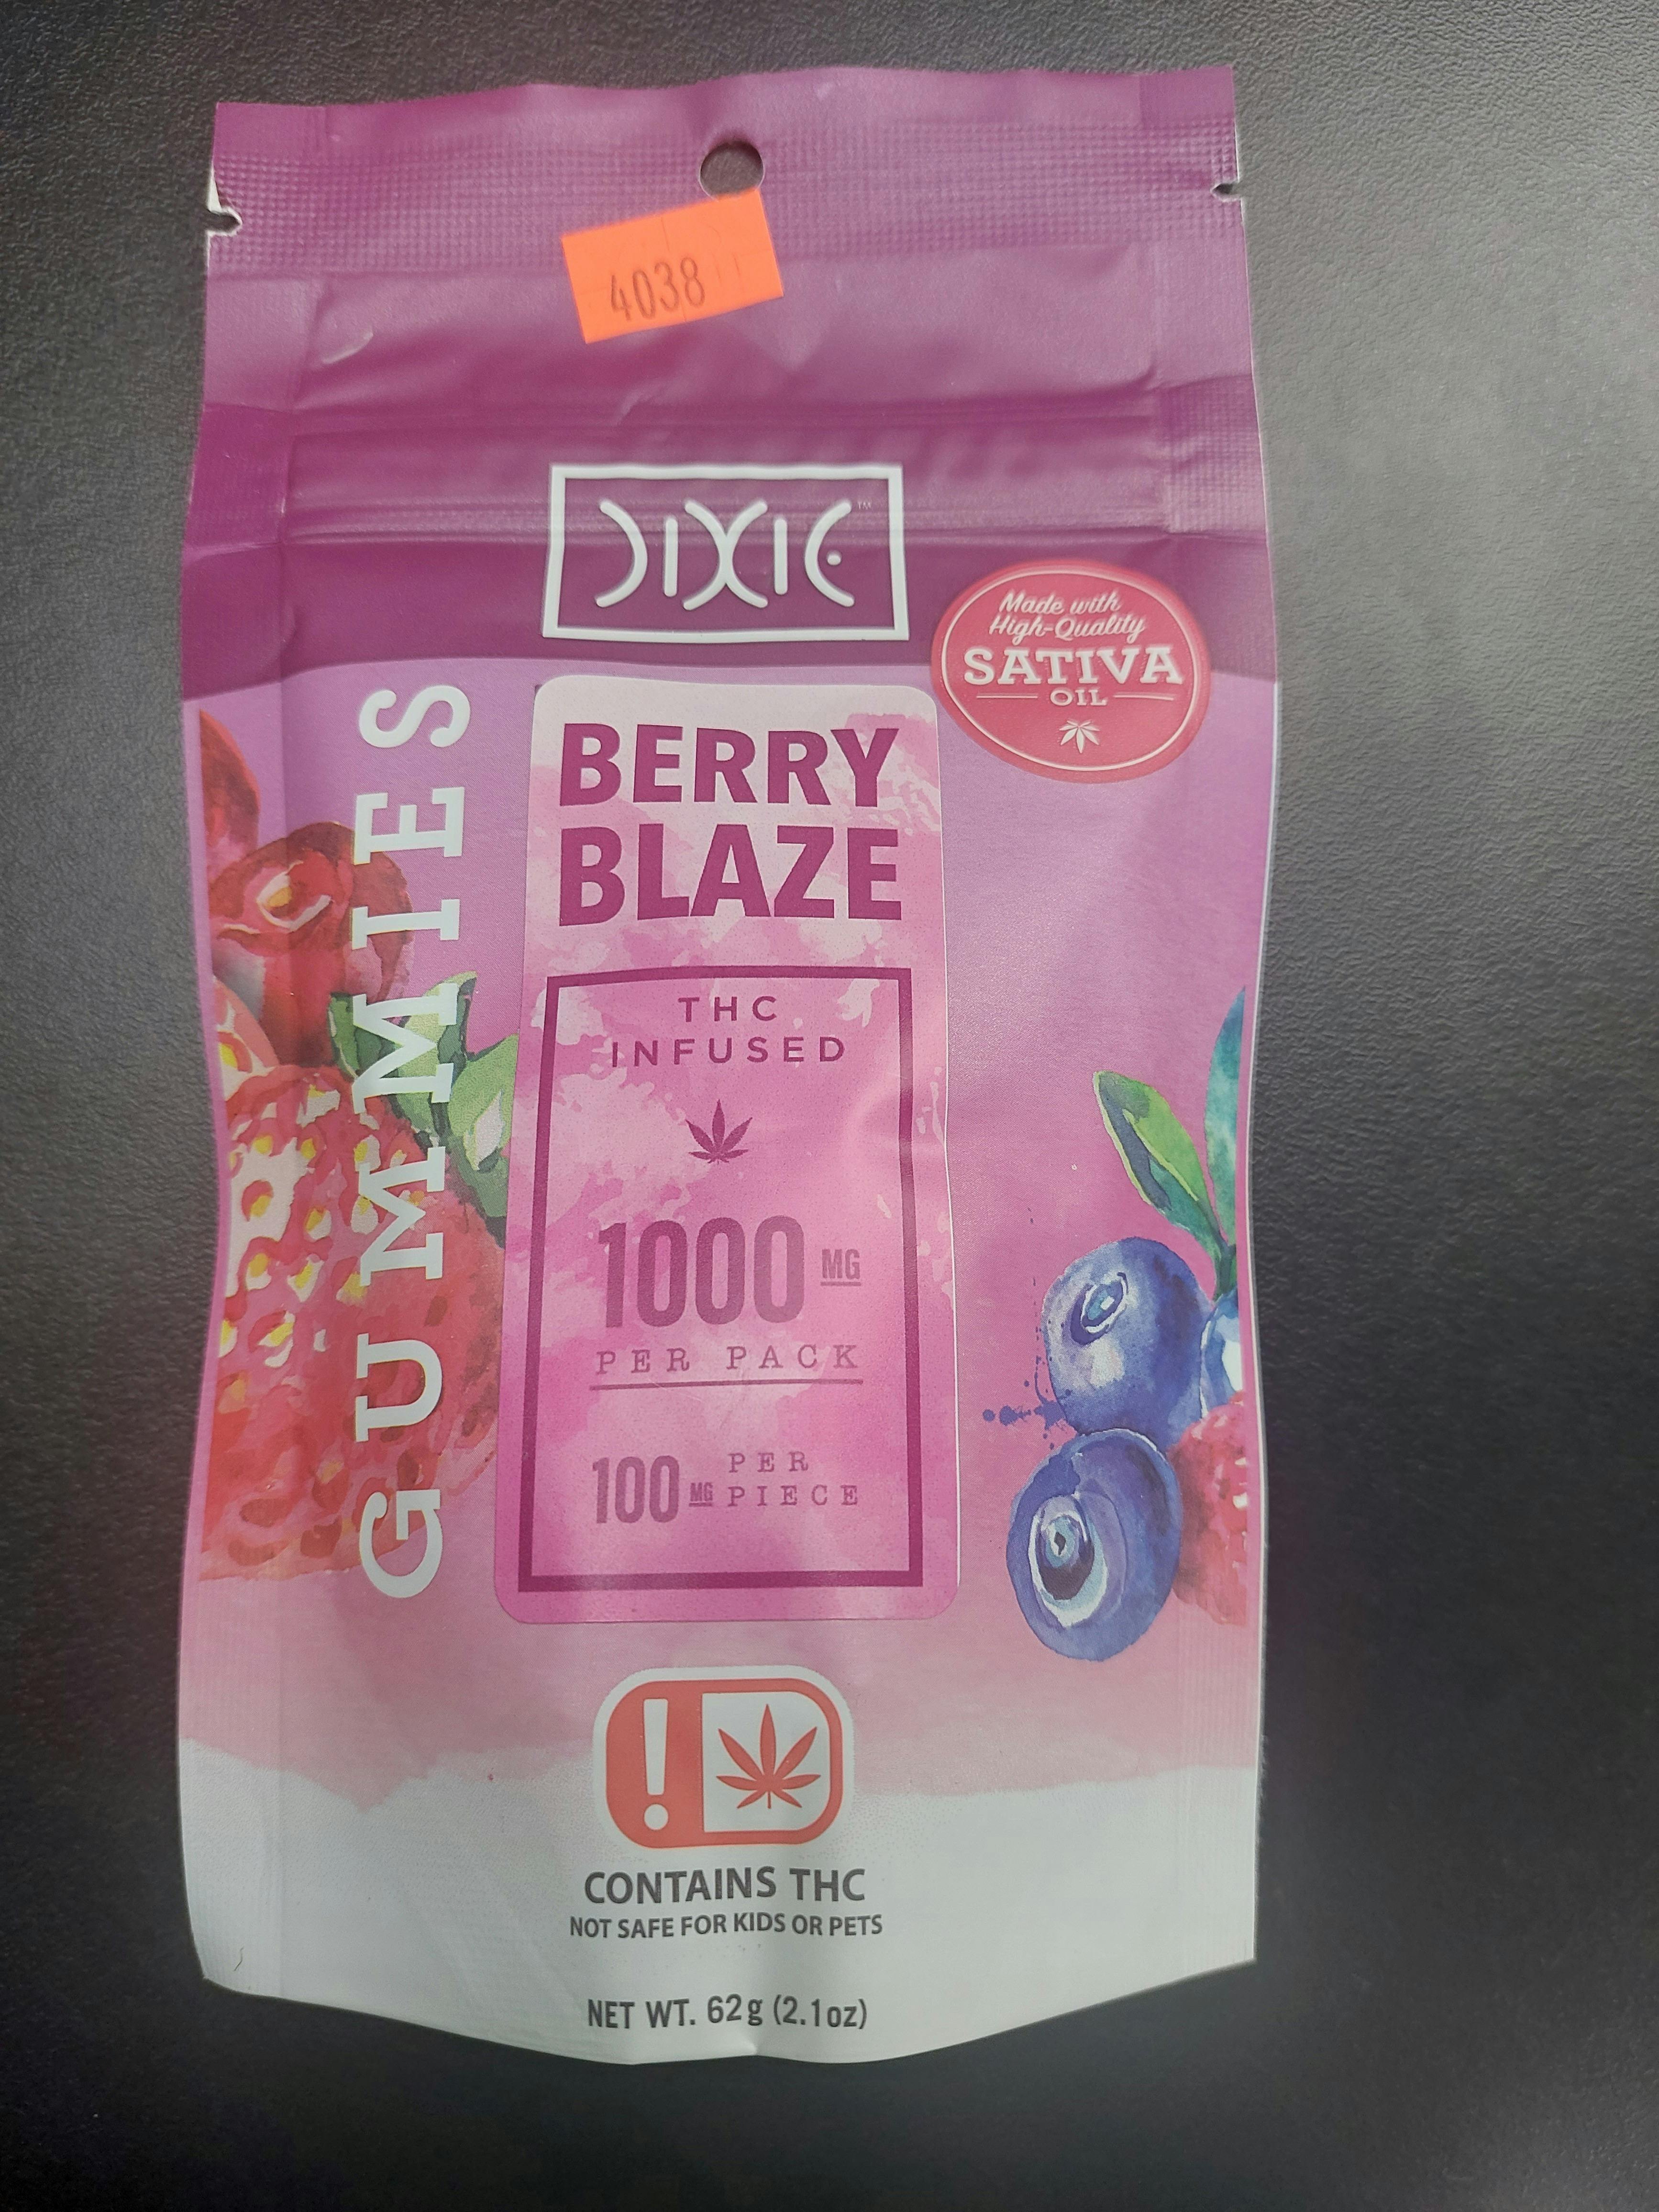 4038
DIXIE™
Made with
High-Quality
SATIVA
OIL
GUMMIES
BERRY
BLAZE
THC
INFUSED
1000 MG
PER PACK
100 MG PER
PIECE
!
CONTAINS THC
NOT SAFE FOR KIDS OR PETS
NET WT. 62g (2.1oz)